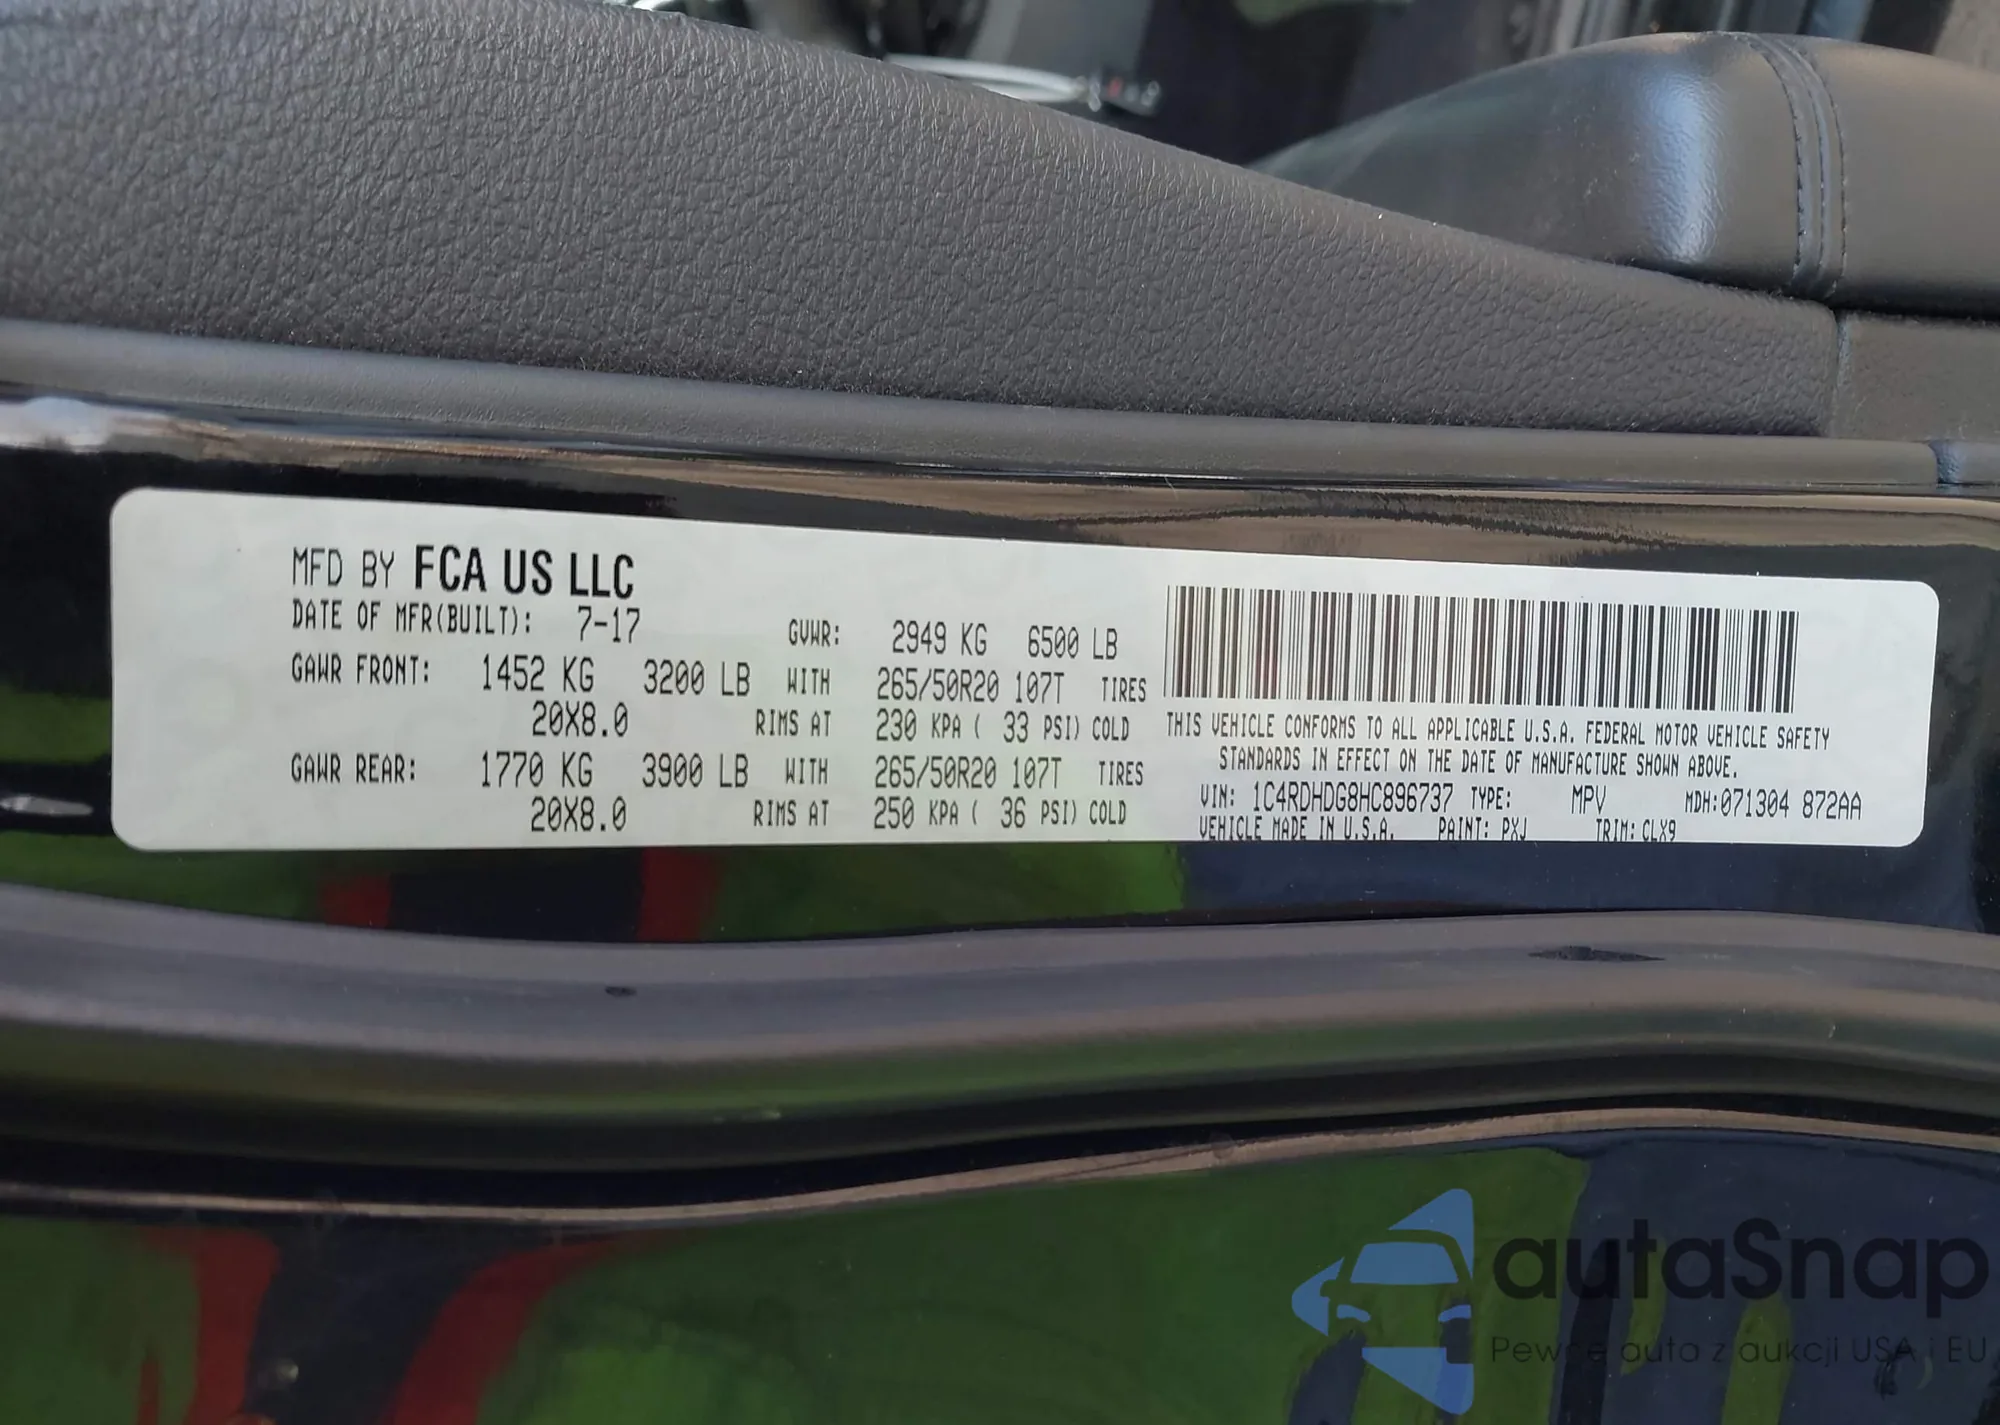 MFD BY FCA US LLC
DATE OF MFR(BUILT): 7-17 GVWR: 2949 KG 6500 LB
GAWR FRONT: 1452 KG 3200 LB WITH 265/50R20 107T TIRES
20X8.0 RIMS AT 230 KPA ( 33 PSI) COLD
GAWR REAR: 1770 KG 3900 LB WITH 265/50R20 107T TIRES
20X8.0 RIMS AT 250 KPA ( 36 PSI) COLD
THIS VEHICLE CONFORMS TO ALL APPLICABLE U.S.A. FEDERAL MOTOR VEHICLE SAFETY
STANDARDS IN EFFECT ON THE DATE OF MANUFACTURE SHOWN ABOVE.
VIN: 1C4RDHDG8HC896737 TYPE: MPV MDH:071304 872AA
VEHICLE MADE IN U.S.A. PAINT: PXJ TRIM: CLX9
autaSnap
Pewne auta z aukcji USA i EU